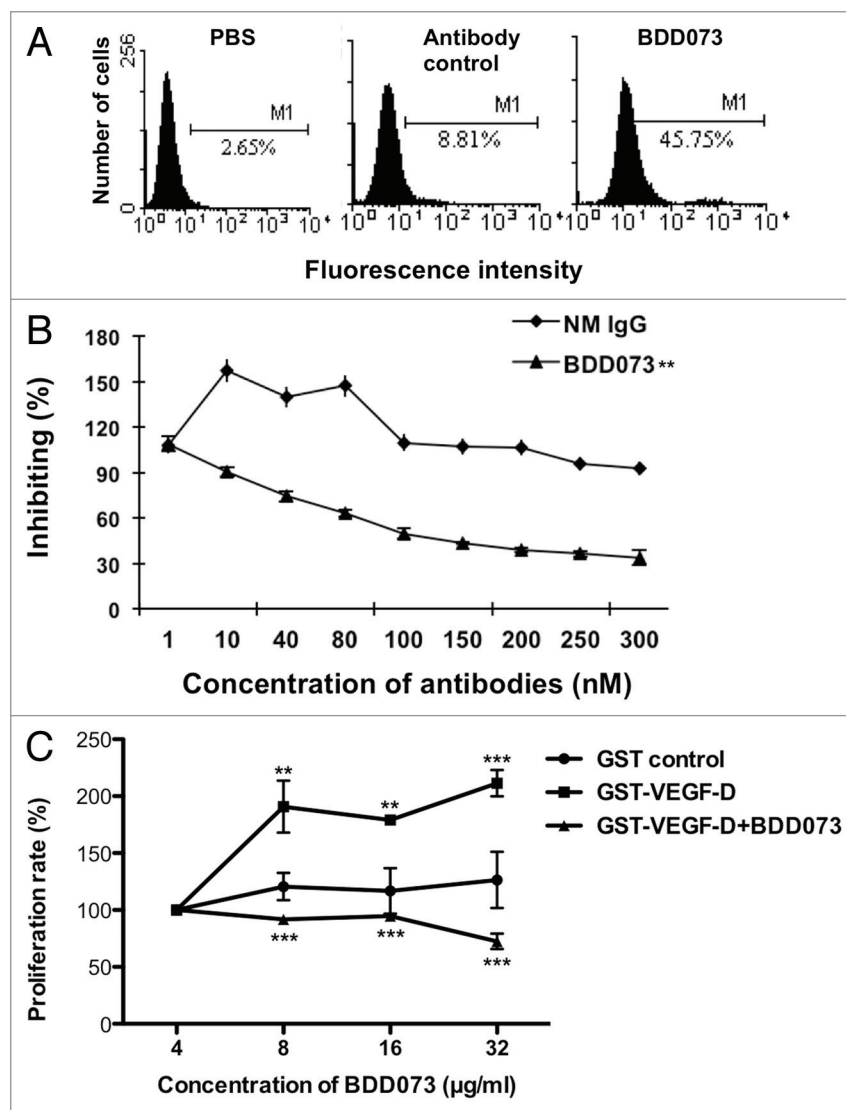 A
PBS
Antibody
control
BDD073
Number of cells
256
0
M1
2.65%
M1
8.81%
M1
45.75%
10⁰ 10¹ 10² 10³ 10⁴
10⁰ 10¹ 10² 10³ 10⁴
10⁰ 10¹ 10² 10³ 10⁴
Fluorescence intensity
B
NM IgG
BDD073**
Inhibiting (%)
180
150
120
90
60
30
0
1 10 40 80 100 150 200 250 300
Concentration of antibodies (nM)
C
GST control
GST-VEGF-D
GST-VEGF-D+BDD073
Proliferation rate (%)
250
200
150
100
50
0
** ** ***
*** *** ***
4 8 16 32
Concentration of BDD073 (µg/ml)